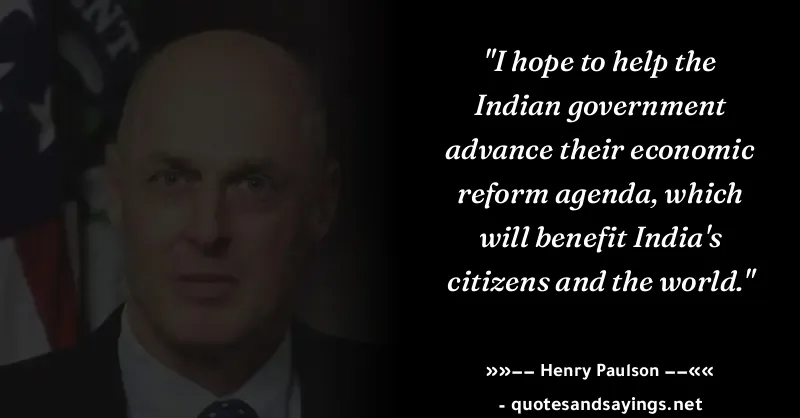 ENT
"I hope to help the
Indian government
advance their economic
reform agenda, which
will benefit India's
citizens and the world."
»»–– Henry Paulson ––««
- quotesandsayings.net